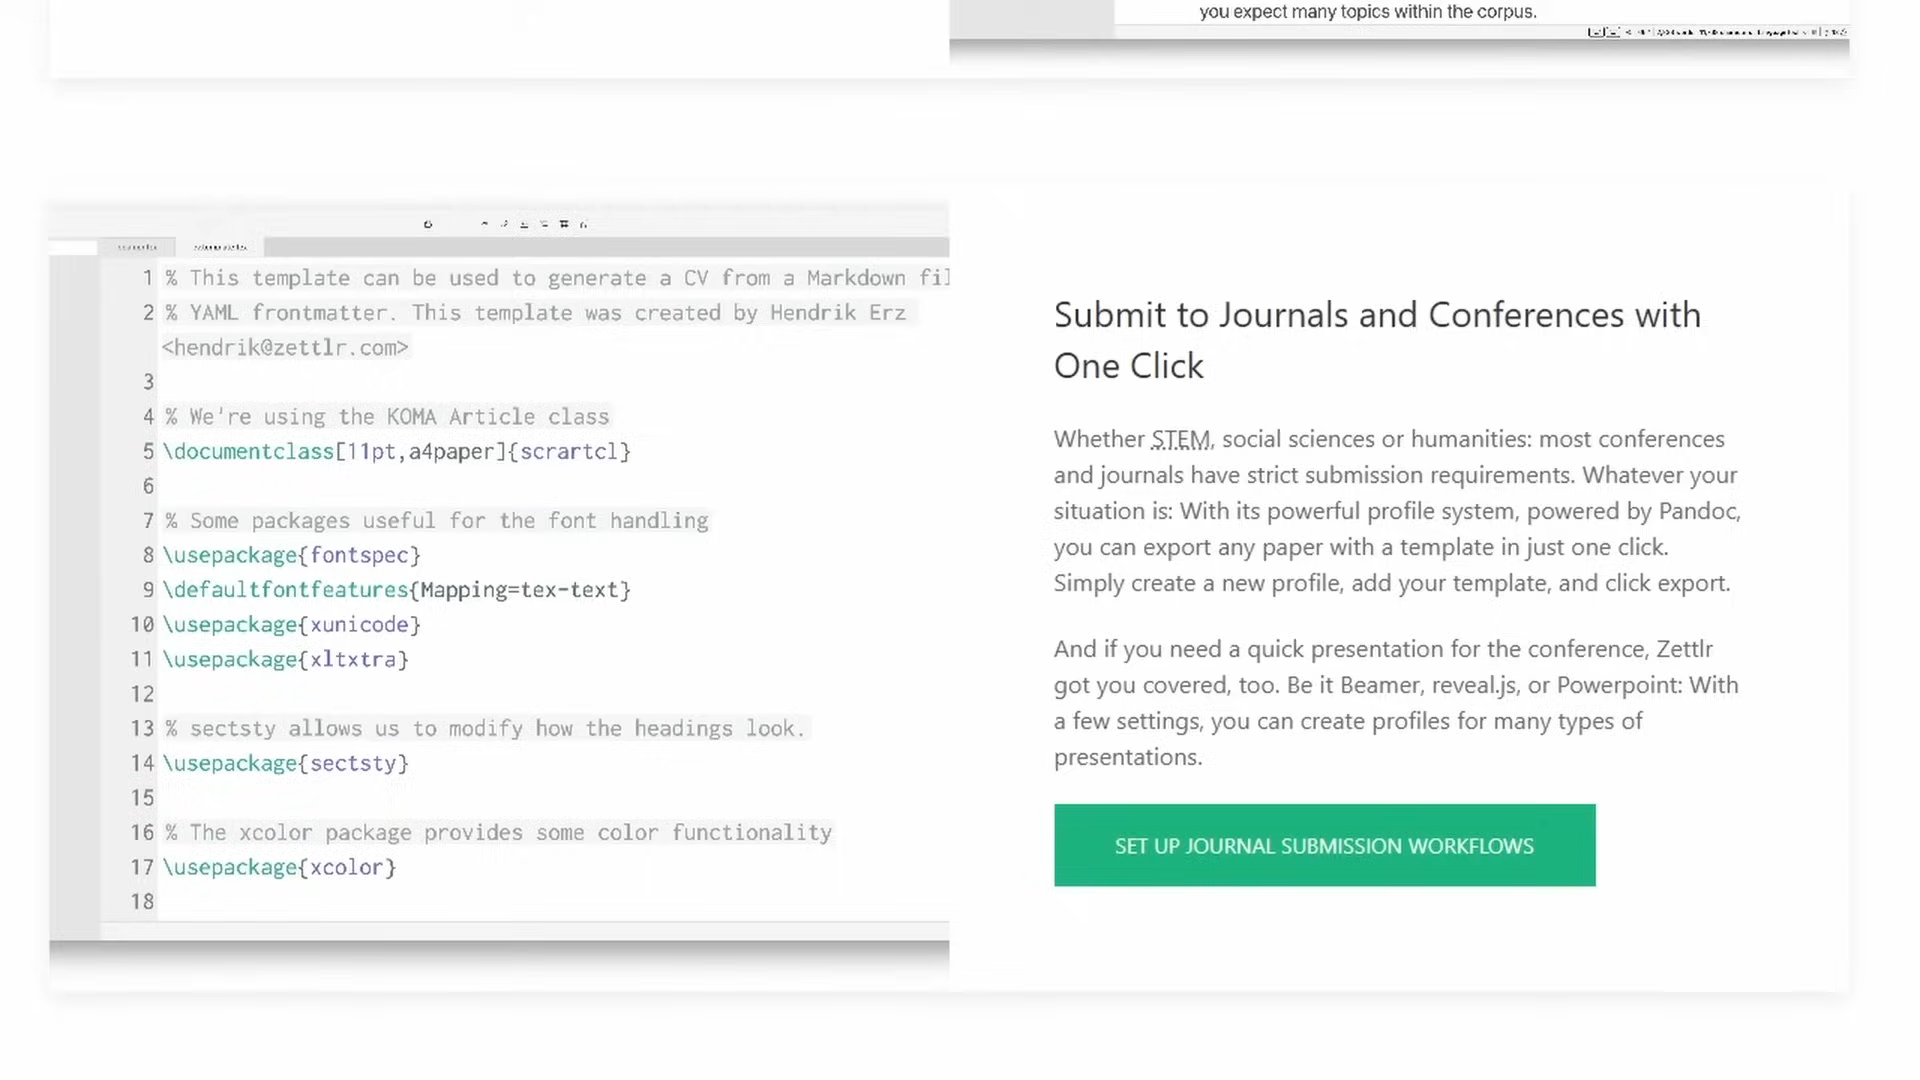 you expect many topics within the corpus.
1 % This template can be used to generate a CV from a Markdown fil
2 % YAML frontmatter. This template was created by Hendrik Erz
<hendrik@zettlr.com>
3
4 % We're using the KOMA Article class
5 \documentclass[11pt,a4paper]{scrartcl}
6
7 % Some packages useful for the font handling
8 \usepackage{fontspec}
9 \defaultfontfeatures{Mapping=tex-text}
10 \usepackage{xunicode}
11 \usepackage{xltxtra}
12
13 % sectsty allows us to modify how the headings look.
14 \usepackage{sectsty}
15
16 % The xcolor package provides some color functionality
17 \usepackage{xcolor}
18
Submit to Journals and Conferences with
One Click
Whether STEM, social sciences or humanities: most conferences
and journals have strict submission requirements. Whatever your
situation is: With its powerful profile system, powered by Pandoc,
you can export any paper with a template in just one click.
Simply create a new profile, add your template, and click export.
And if you need a quick presentation for the conference, Zettlr
got you covered, too. Be it Beamer, reveal.js, or Powerpoint: With
a few settings, you can create profiles for many types of
presentations.
SET UP JOURNAL SUBMISSION WORKFLOWS